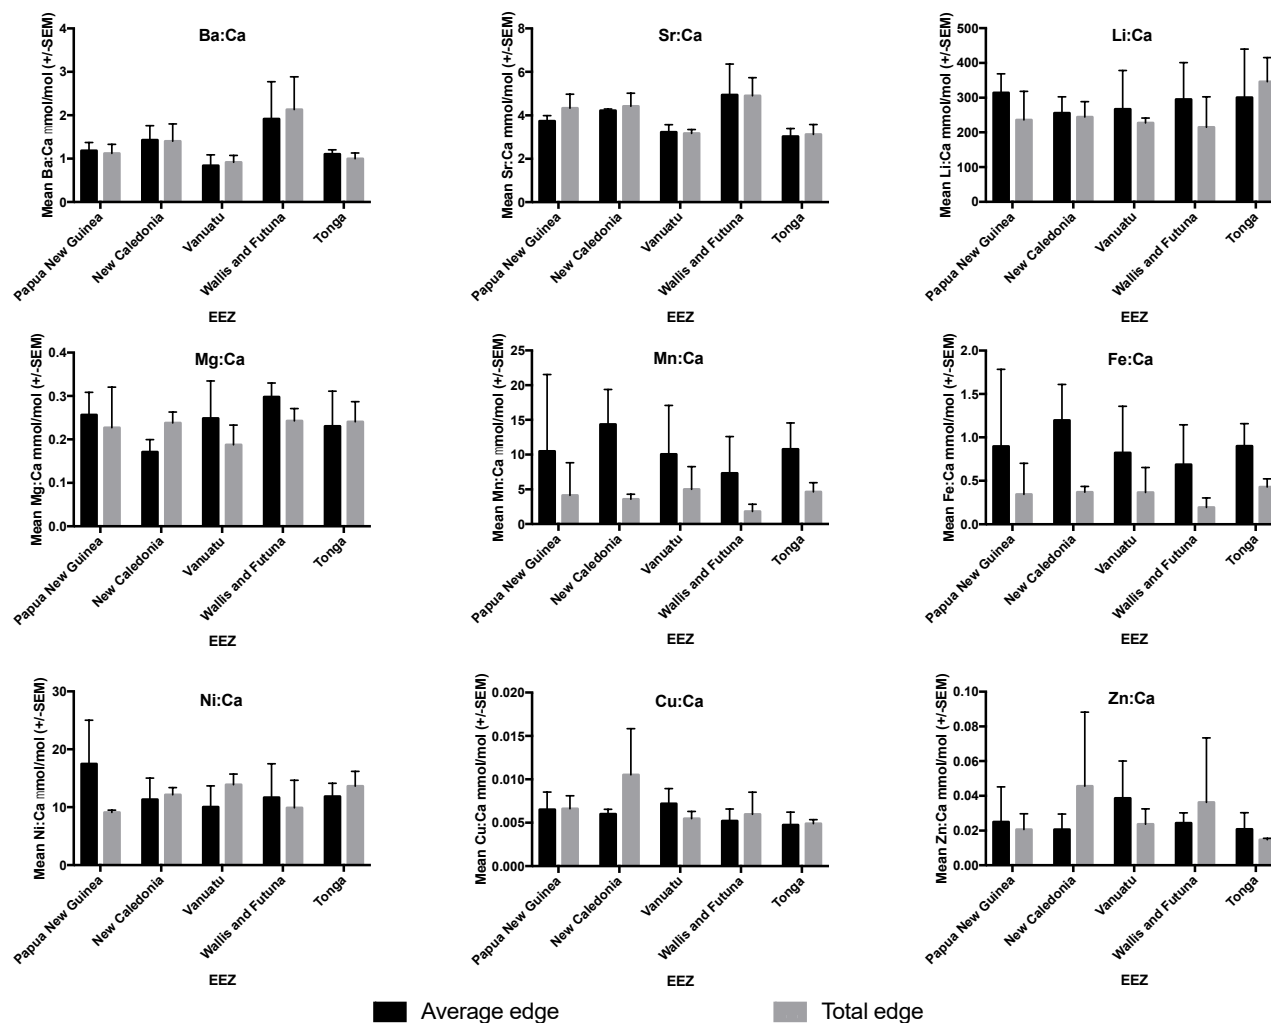 Ba:Ca
Mean Ba:Ca mmol/mol (+/-SEM)
4
3
2
1
0
Papua New Guinea
New Caledonia
Vanuatu
Wallis and Futuna
Tonga
EEZ
Sr:Ca
Mean Sr:Ca mmol/mol (+/-SEM)
8
6
4
2
0
Papua New Guinea
New Caledonia
Vanuatu
Wallis and Futuna
Tonga
EEZ
Li:Ca
Mean Li:Ca mmol/mol (+/-SEM)
500
400
300
200
100
0
Papua New Guinea
New Caledonia
Vanuatu
Wallis and Futuna
Tonga
EEZ
Mg:Ca
Mean Mg:Ca mmol/mol (+/-SEM)
0.4
0.3
0.2
0.1
0.0
Papua New Guinea
New Caledonia
Vanuatu
Wallis and Futuna
Tonga
EEZ
Mn:Ca
Mean Mn:Ca mmol/mol (+/-SEM)
25
20
15
10
5
0
Papua New Guinea
New Caledonia
Vanuatu
Wallis and Futuna
Tonga
EEZ
Fe:Ca
Mean Fe:Ca mmol/mol (+/-SEM)
2.0
1.5
1.0
0.5
0.0
Papua New Guinea
New Caledonia
Vanuatu
Wallis and Futuna
Tonga
EEZ
Ni:Ca
Mean Ni:Ca mmol/mol (+/-SEM)
30
20
10
0
Papua New Guinea
New Caledonia
Vanuatu
Wallis and Futuna
Tonga
EEZ
Cu:Ca
Mean Cu:Ca mmol/mol (+/-SEM)
0.020
0.015
0.010
0.005
0.000
Papua New Guinea
New Caledonia
Vanuatu
Wallis and Futuna
Tonga
EEZ
Zn:Ca
Mean Zn:Ca mmol/mol (+/-SEM)
0.10
0.08
0.06
0.04
0.02
0.00
Papua New Guinea
New Caledonia
Vanuatu
Wallis and Futuna
Tonga
EEZ
Average edge
Total edge